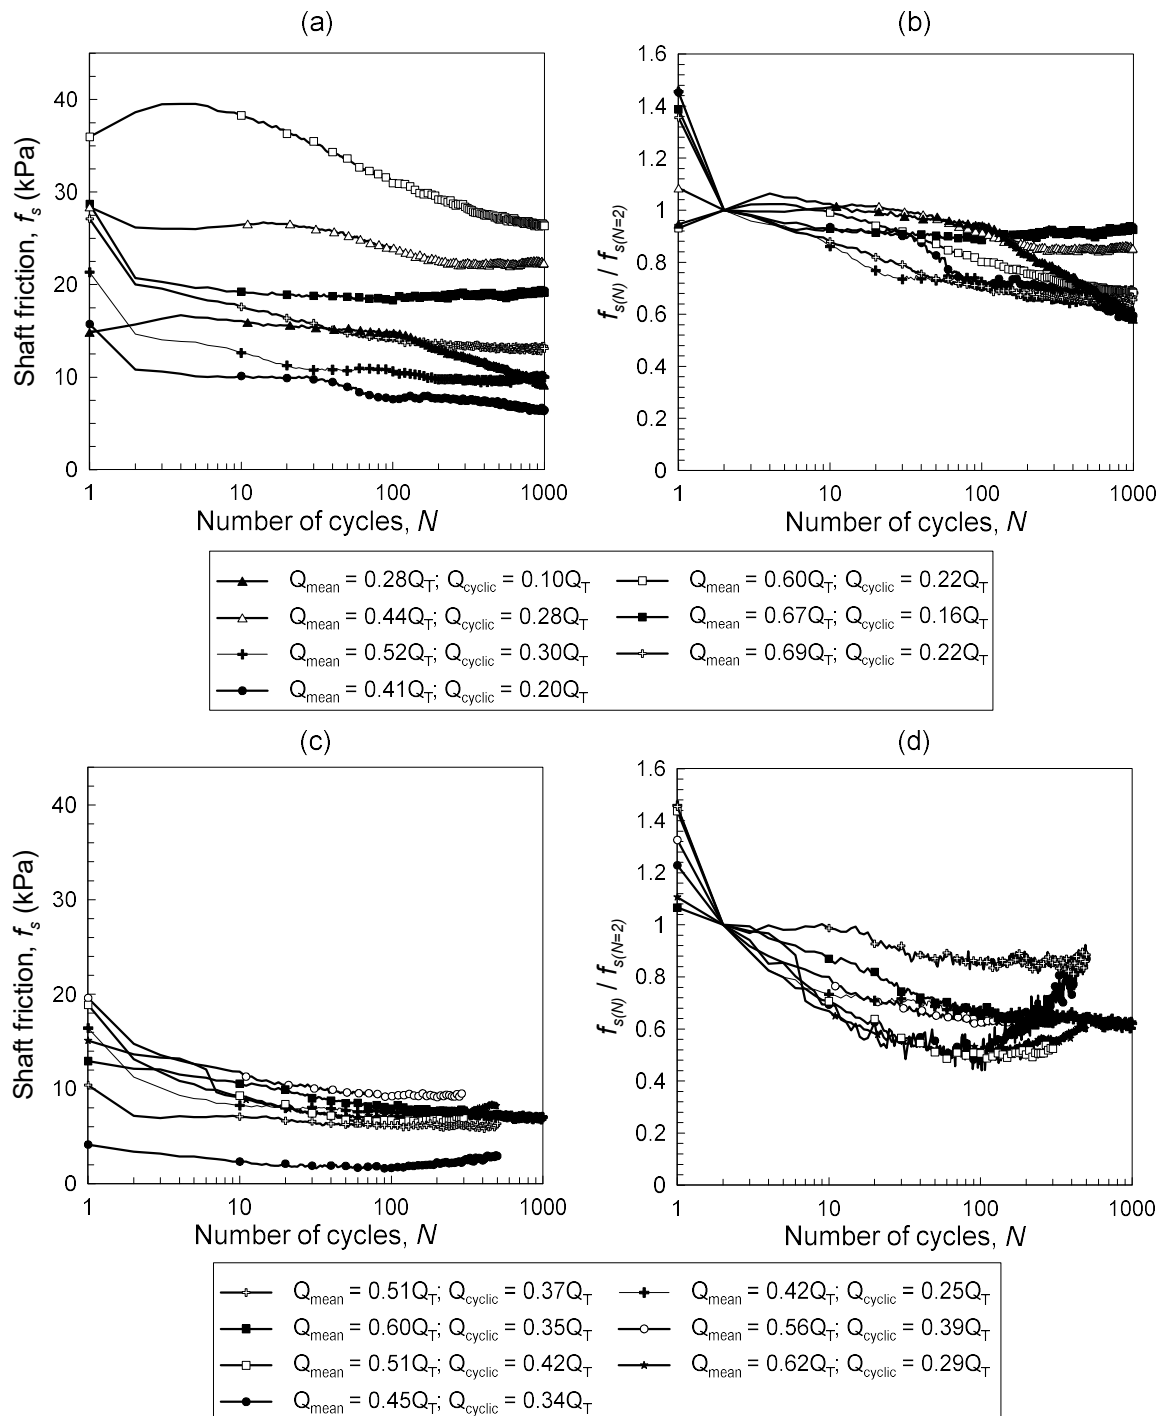 (a)
(b)
Shaft friction, fs (kPa)
40
30
20
10
0
1
10
100
1000
Number of cycles, N
fs(N) / fs(N=2)
1.6
1.4
1.2
1
0.8
0.6
0.4
0.2
0
1
10
100
1000
Number of cycles, N
Qmean = 0.28QT; Qcyclic = 0.10QT
Qmean = 0.60QT; Qcyclic = 0.22QT
Qmean = 0.44QT; Qcyclic = 0.28QT
Qmean = 0.67QT; Qcyclic = 0.16QT
Qmean = 0.52QT; Qcyclic = 0.30QT
Qmean = 0.69QT; Qcyclic = 0.22QT
Qmean = 0.41QT; Qcyclic = 0.20QT
(c)
(d)
Shaft friction, fs (kPa)
40
30
20
10
0
1
10
100
1000
Number of cycles, N
fs(N) / fs(N=2)
1.6
1.4
1.2
1
0.8
0.6
0.4
0.2
0
1
10
100
1000
Number of cycles, N
Qmean = 0.51QT; Qcyclic = 0.37QT
Qmean = 0.42QT; Qcyclic = 0.25QT
Qmean = 0.60QT; Qcyclic = 0.35QT
Qmean = 0.56QT; Qcyclic = 0.39QT
Qmean = 0.51QT; Qcyclic = 0.42QT
Qmean = 0.62QT; Qcyclic = 0.29QT
Qmean = 0.45QT; Qcyclic = 0.34QT